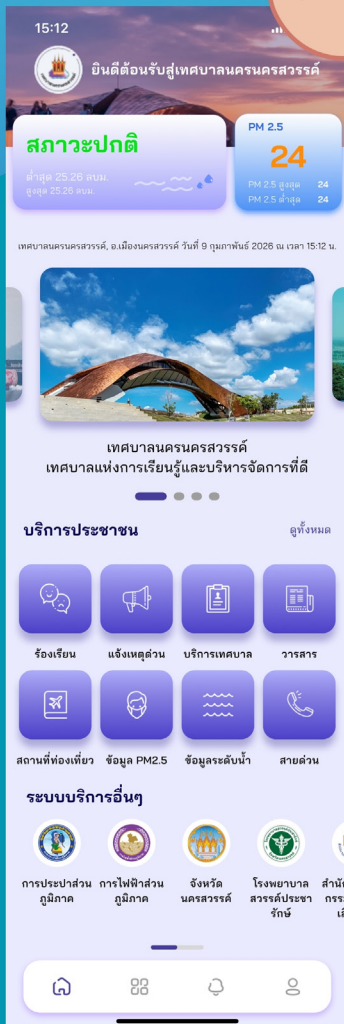 15:12
ยินดีต้อนรับสู่เทศบาลนครนครสวรรค์
สภาวะปกติ
ต่ำสุด 25.26 ลบม.
สูงสุด 25.26 ลบม.
PM 2.5
24
PM 2.5 สูงสุด 24
PM 2.5 ต่ำสุด 24
เทศบาลนครนครสวรรค์, อ.เมืองนครสวรรค์ วันที่ 9 กุมภาพันธ์ 2026 ณ เวลา 15:12 น.
เทศบาลนครนครสวรรค์
เทศบาลแห่งการเรียนรู้และบริหารจัดการที่ดี
บริการประชาชน ดูทั้งหมด
ร้องเรียน แจ้งเหตุด่วน บริการเทศบาล วารสาร
สถานที่ท่องเที่ยว ข้อมูล PM2.5 ข้อมูลระดับน้ำ สายด่วน
ระบบบริการอื่นๆ
การประปาส่วน การไฟฟ้าส่วน จังหวัด โรงพยาบาล สำนั
ภูมิภาค ภูมิภาค นครสวรรค์ สวรรค์ประชา กรร
รักษ์